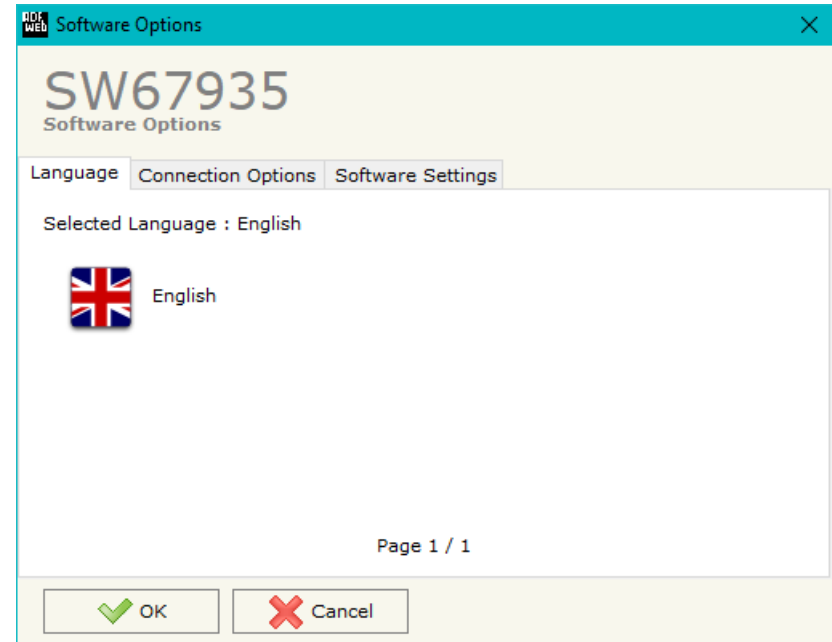 ADF
WEB Software Options
SW67935
Software Options
Language Connection Options Software Settings
Selected Language : English
English
Page 1 / 1
OK Cancel